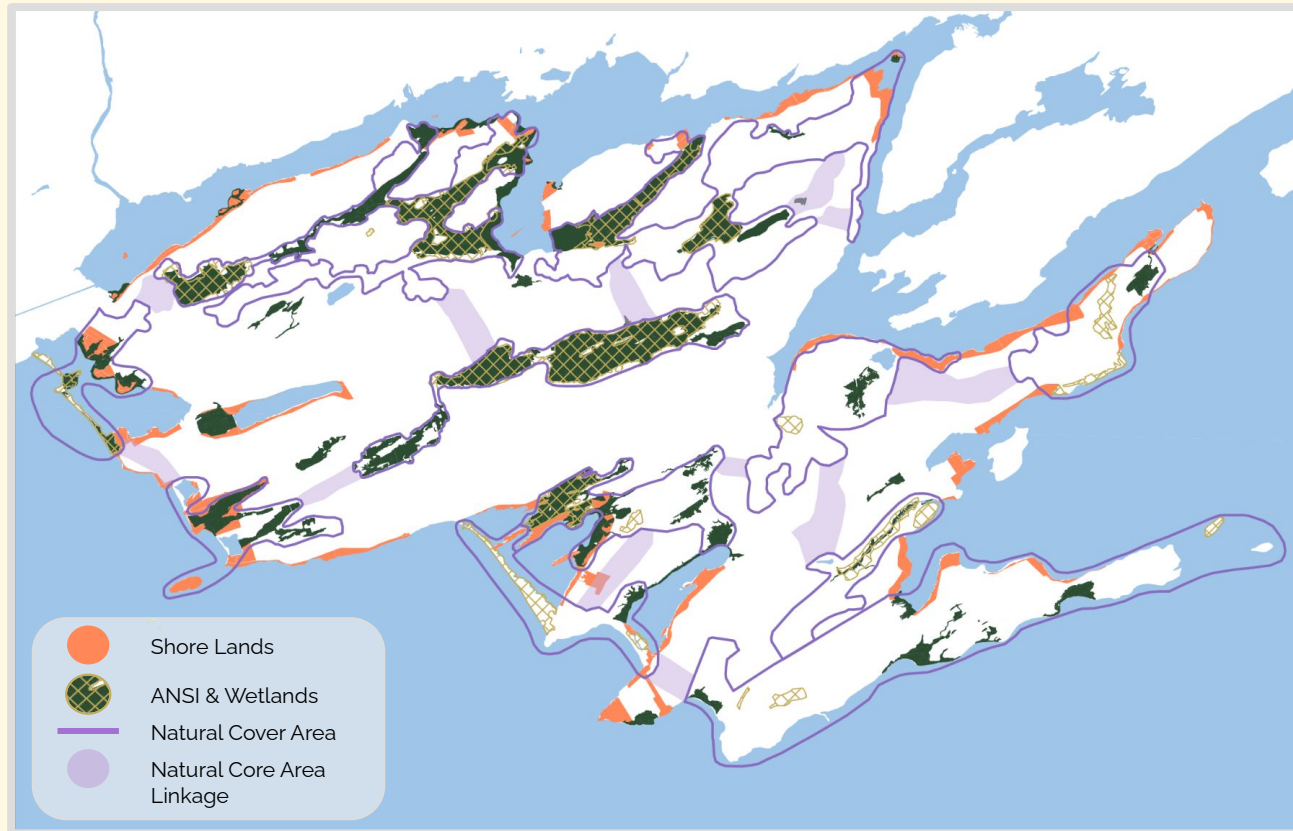 Shore Lands
ANSI & Wetlands
Natural Cover Area
Natural Core Area
Linkage